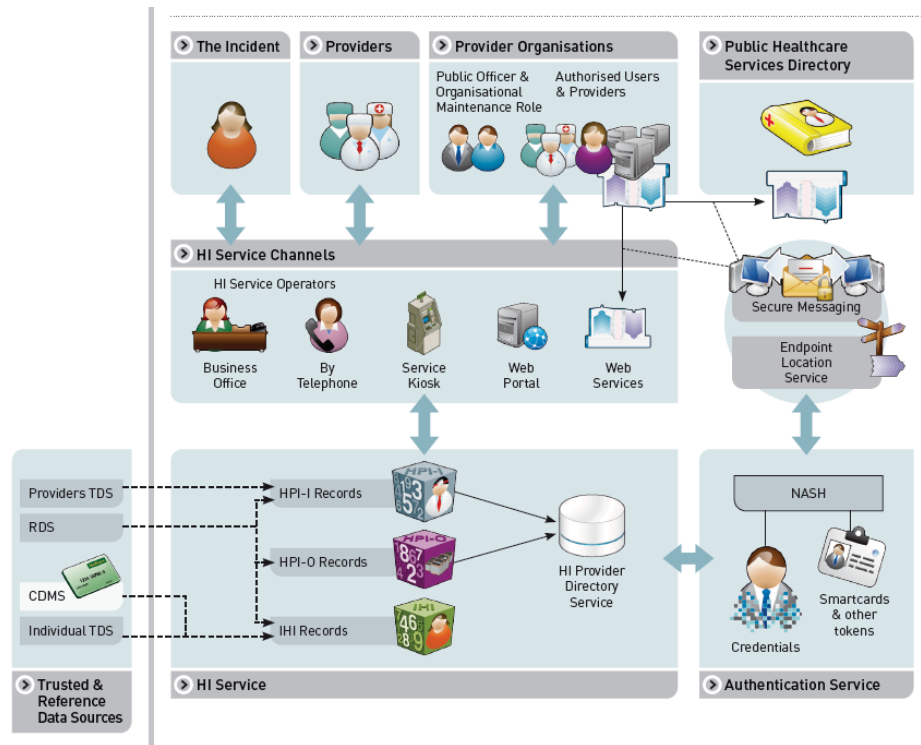 The Incident
Providers
Provider Organisations
Public Officer &
Organisational
Maintenance Role
Authorised Users
& Providers
Public Healthcare
Services Directory
HI Service Channels
HI Service Operators
Business
Office
By
Telephone
Service
Kiosk
Web
Portal
Web
Services
Secure Messaging
Endpoint
Location
Service
Providers TDS
RDS
CDMS
Individual TDS
Trusted &
Reference
Data Sources
HPI-I Records
HPI-I
HPI-O Records
HPI-O
IHI Records
IHI
HI Provider
Directory
Service
HI Service
NASH
Credentials
Smartcards
& other
tokens
Authentication Service